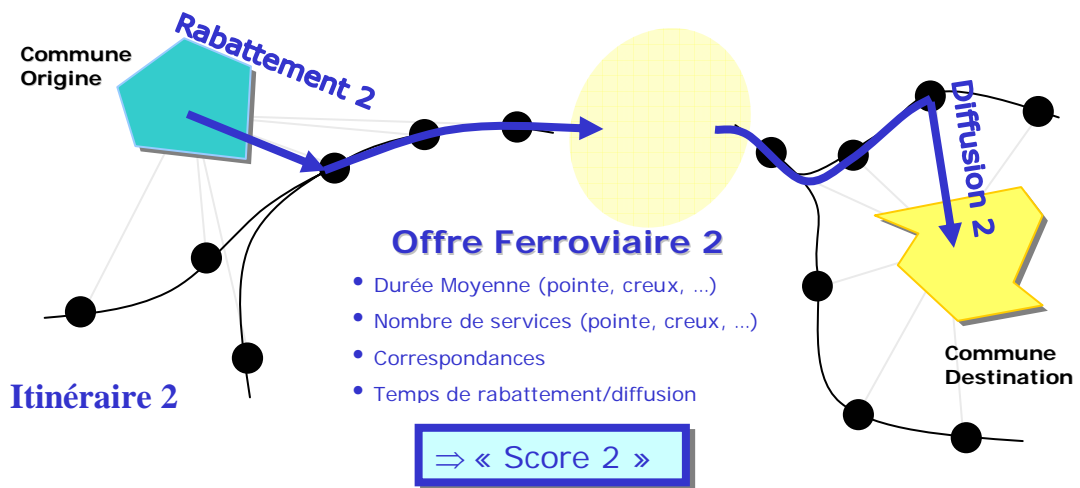 Commune
Origine
Rabattement 2
Diffusion 2
Offre Ferroviaire 2
• Durée Moyenne (pointe, creux, ...)
• Nombre de services (pointe, creux, ...)
• Correspondances
• Temps de rabattement/diffusion
Commune
Destination
Itinéraire 2
⇒ « Score 2 »